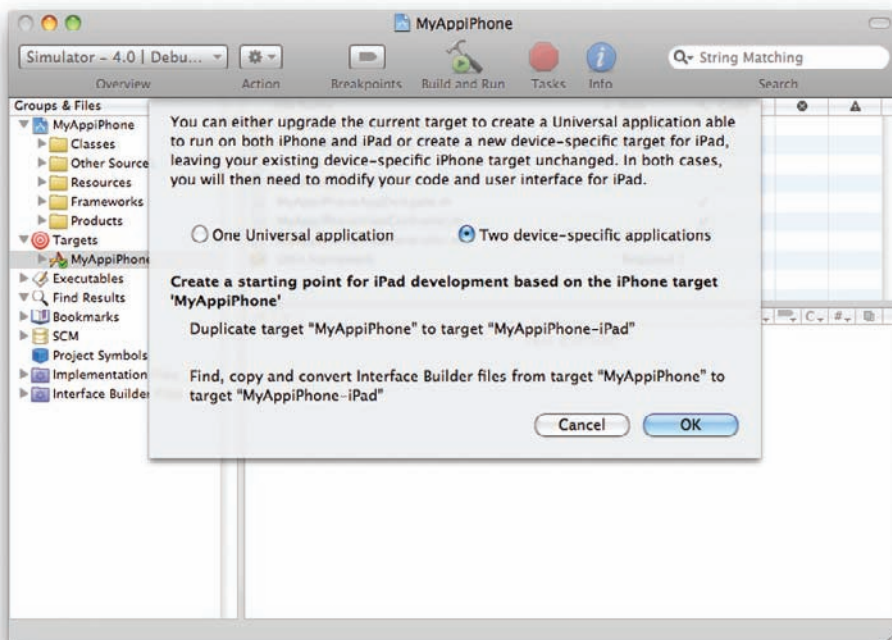 MyAppiPhone
Simulator - 4.0 | Debu...
String Matching
Overview
Action
Breakpoints
Build and Run
Tasks
Info
Search
Groups & Files
MyAppiPhone
Classes
Other Source
Resources
Frameworks
Products
Targets
MyAppiPhone
Executables
Find Results
Bookmarks
SCM
Project Symbols
Implementation
Interface Builder
You can either upgrade the current target to create a Universal application able
to run on both iPhone and iPad or create a new device-specific target for iPad,
leaving your existing device-specific iPhone target unchanged. In both cases,
you will then need to modify your code and user interface for iPad.
One Universal application
Two device-specific applications
Create a starting point for iPad development based on the iPhone target
'MyAppiPhone'
Duplicate target "MyAppiPhone" to target "MyAppiPhone-iPad"
Find, copy and convert Interface Builder files from target "MyAppiPhone" to
target "MyAppiPhone-iPad"
Cancel
OK
C
#